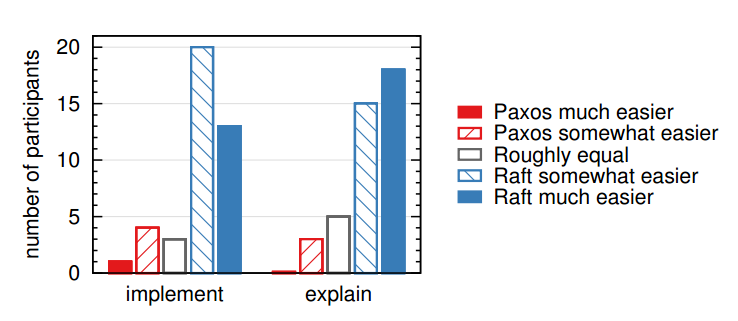 number of participants
20
15
10
5
0
implement
explain
Paxos much easier
Paxos somewhat easier
Roughly equal
Raft somewhat easier
Raft much easier